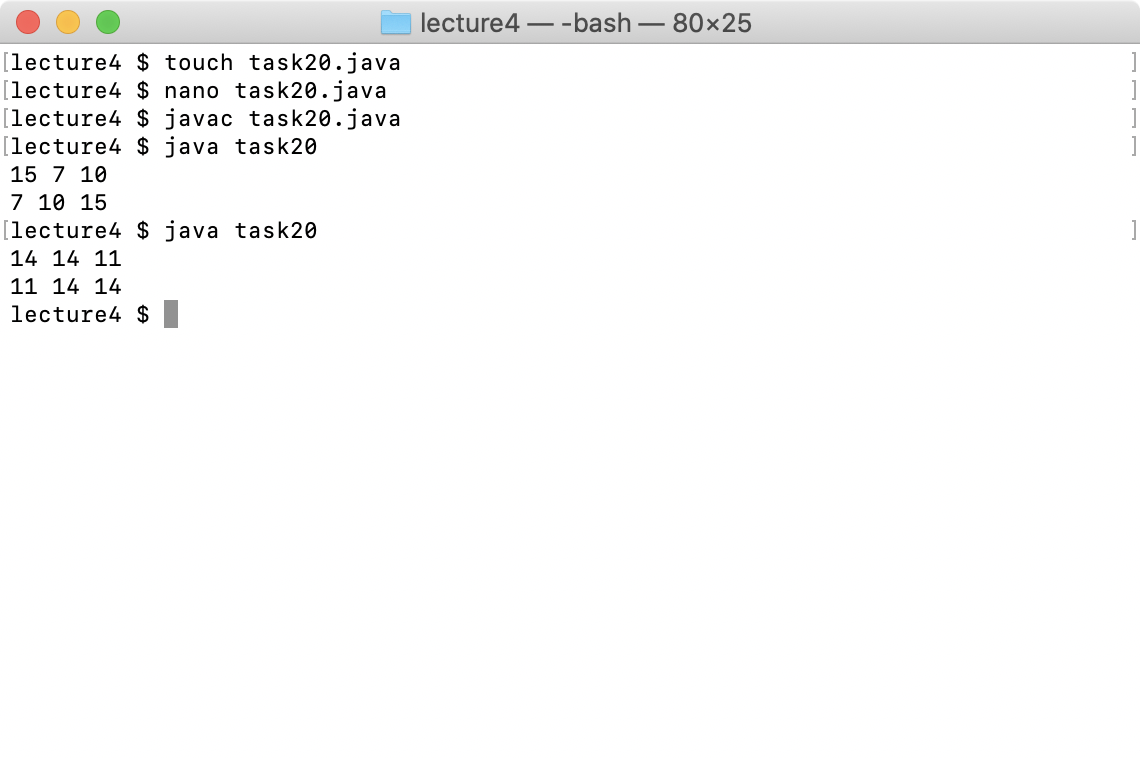 lecture4 — -bash — 80×25
[lecture4 $ touch task20.java ]
[lecture4 $ nano task20.java ]
[lecture4 $ javac task20.java ]
[lecture4 $ java task20 ]
15 7 10
7 10 15
[lecture4 $ java task20 ]
14 14 11
11 14 14
lecture4 $